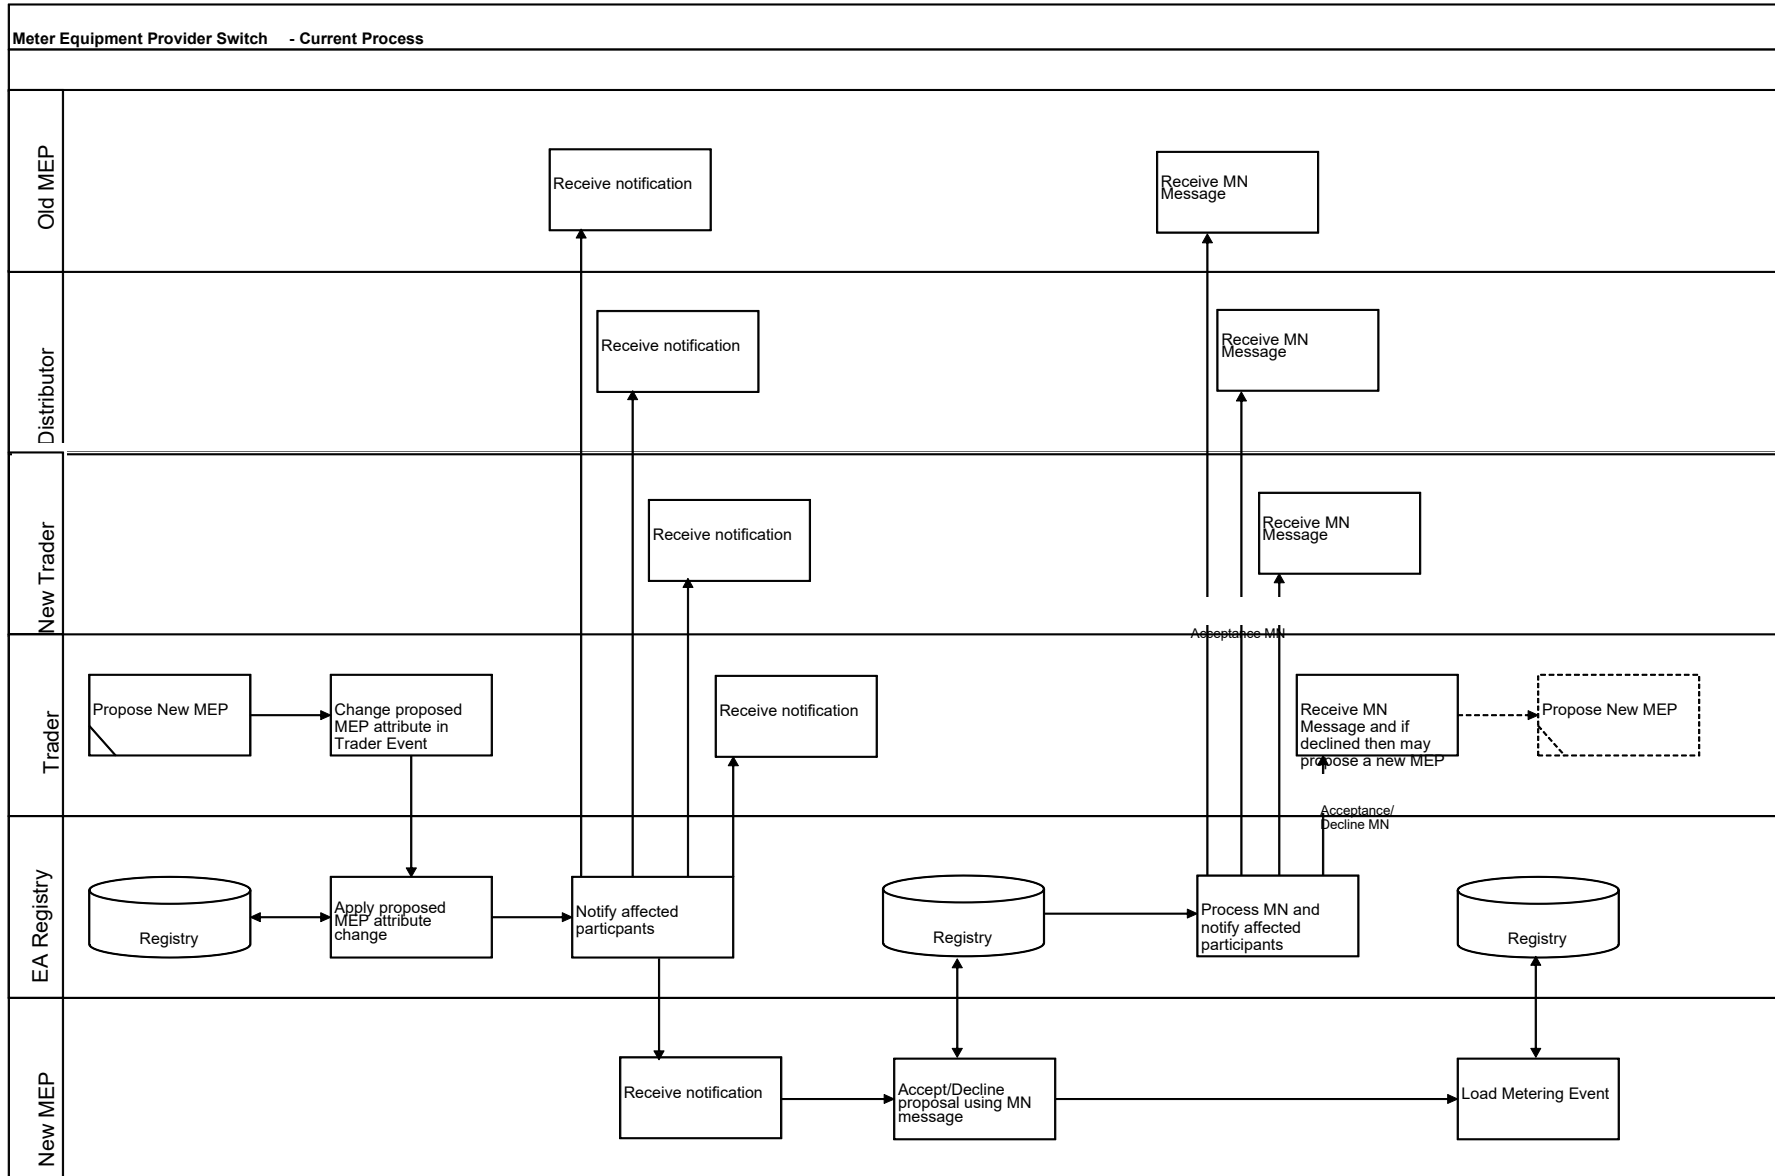 Meter Equipment Provider Switch - Current Process
Old MEP
Receive notification
Receive MN
Message
Distributor
Receive notification
Receive MN
Message
New Trader
Receive notification
Receive MN
Message
Acceptance MN
Trader
Propose New MEP
Change proposed
MEP attribute in
Trader Event
Receive notification
Receive MN
Message and if
declined then may
propose a new MEP
Propose New MEP
Acceptance/
Decline MN
EA Registry
Registry
Apply proposed
MEP attribute
change
Notify affected
particpants
Registry
Process MN and
notify affected
participants
Registry
New MEP
Receive notification
Accept/Decline
proposal using MN
message
Load Metering Event